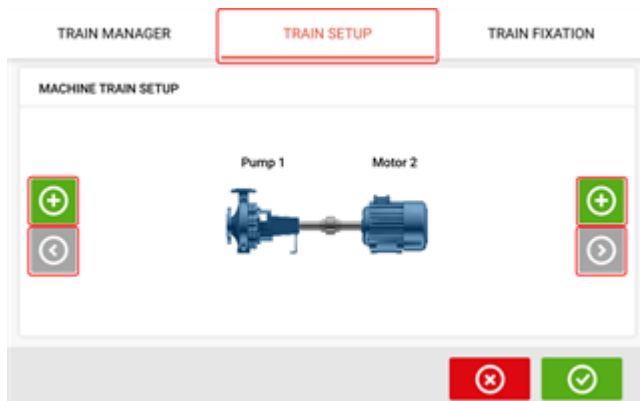 TRAIN MANAGER TRAIN SETUP TRAIN FIXATION
MACHINE TRAIN SETUP
Pump 1 Motor 2